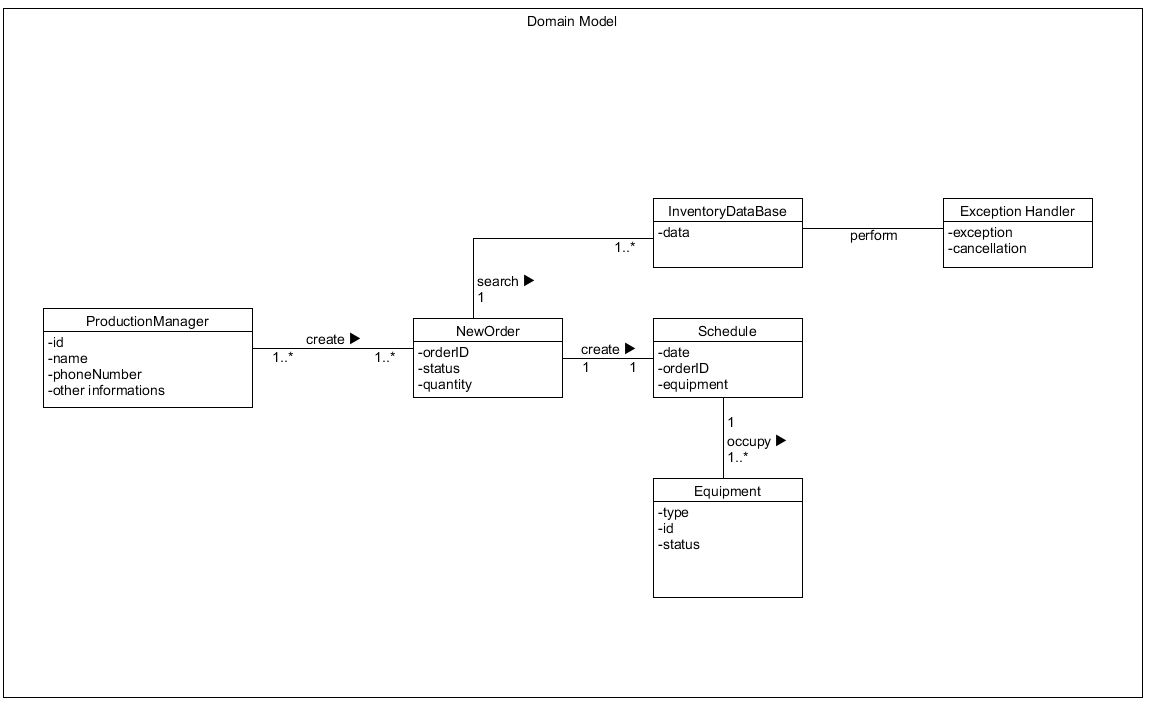 Domain Model
InventoryDataBase
-data
Exception Handler
-exception
-cancellation
perform
1..*
search ▶
1
ProductionManager
-id
-name
-phoneNumber
-other informations
create ▶
1..*
1..*
NewOrder
-orderID
-status
-quantity
create ▶
1
1
Schedule
-date
-orderID
-equipment
1
occupy ▶
1..*
Equipment
-type
-id
-status